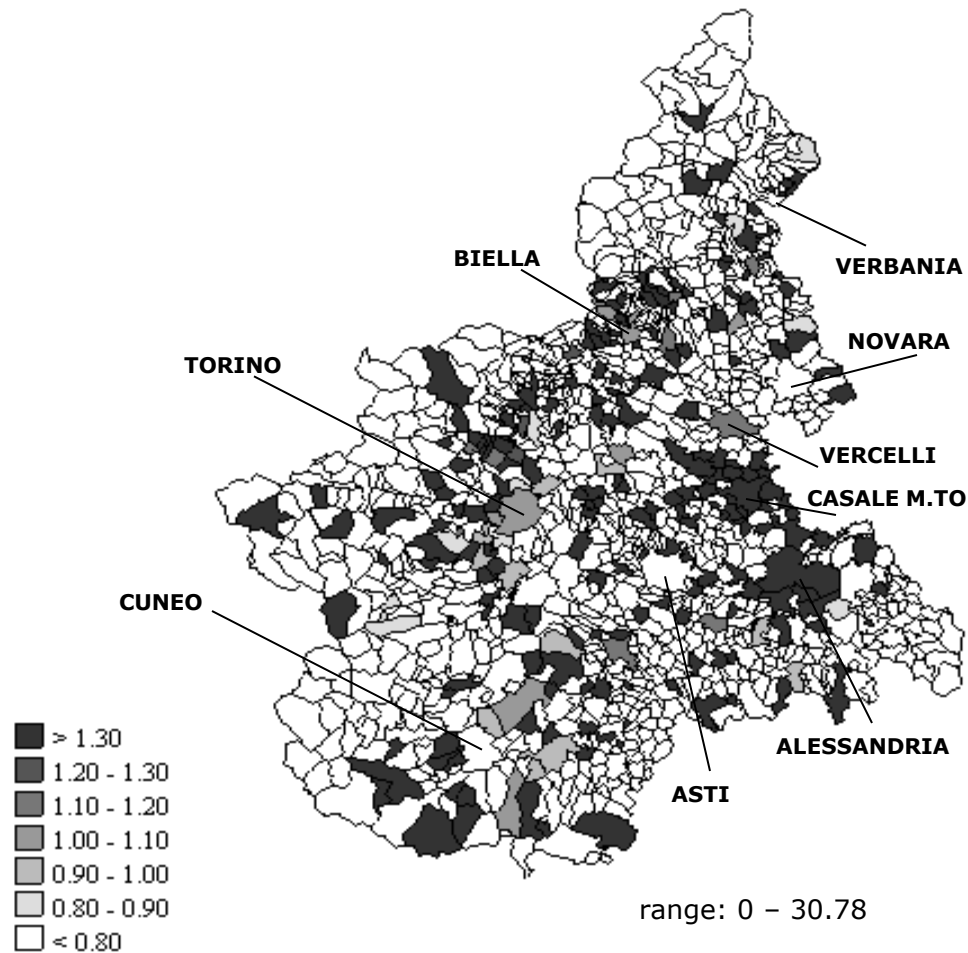 VERBANIA
BIELLA
NOVARA
TORINO
VERCELLI
CASALE M.TO
CUNEO
ALESSANDRIA
ASTI
> 1.30
1.20 - 1.30
1.10 - 1.20
1.00 - 1.10
0.90 - 1.00
0.80 - 0.90
< 0.80
range: 0 – 30.78